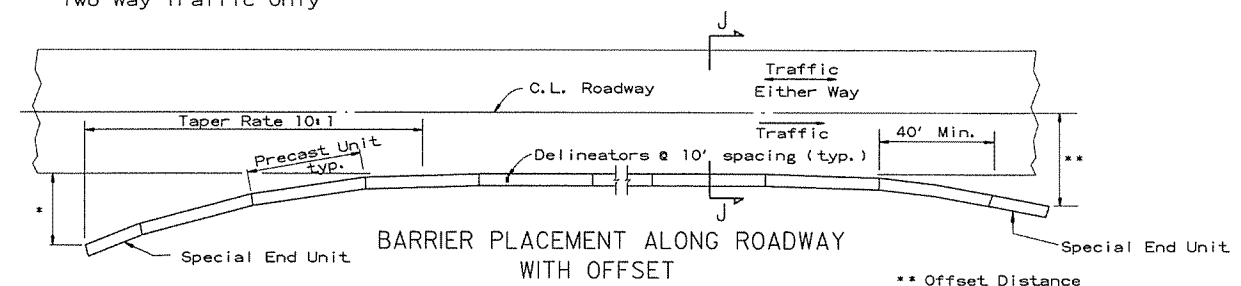 Two Way Traffic Only
J
Traffic
Either Way
C.L. Roadway
Taper Rate 10:1
Traffic
40' Min.
Precast Unit
typ.
Delineators @ 10' spacing (typ.)
**
*
J
BARRIER PLACEMENT ALONG ROADWAY
WITH OFFSET
Special End Unit
Special End Unit
** Offset Distance